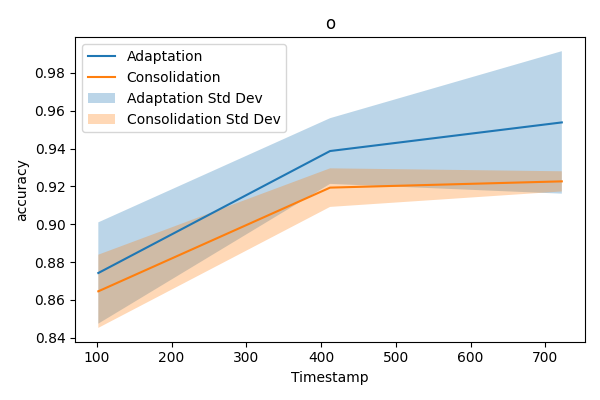 o
Adaptation
Consolidation
Adaptation Std Dev
Consolidation Std Dev
accuracy
0.98
0.96
0.94
0.92
0.90
0.88
0.86
0.84
100 200 300 400 500 600 700
Timestamp